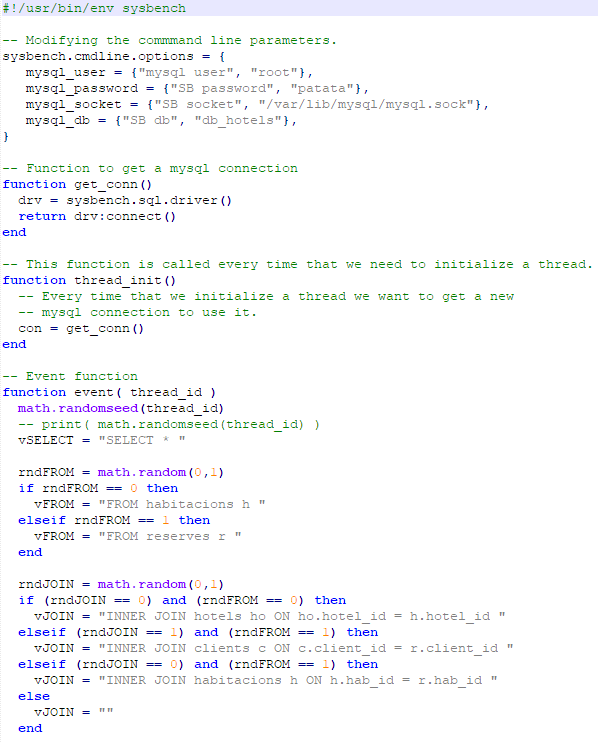 #!/usr/bin/env sysbench

-- Modifying the commmand line parameters.
sysbench.cmdline.options = {
   mysql_user = {"mysql user", "root"},
   mysql_password = {"SB password", "patata"},
   mysql_socket = {"SB socket", "/var/lib/mysql/mysql.sock"},
   mysql_db = {"SB db", "db_hotels"},
}

-- Function to get a mysql connection
function get_conn()
  drv = sysbench.sql.driver()
  return drv:connect()
end

-- This function is called every time that we need to initialize a thread.
function thread_init()
  -- Every time that we initialize a thread we want to get a new
  -- mysql connection to use it.
  con = get_conn()
end

-- Event function
function event( thread_id )
  math.randomseed(thread_id)
  -- print( math.randomseed(thread_id) )
  vSELECT = "SELECT * "

  rndFROM = math.random(0,1)
  if rndFROM == 0 then
    vFROM = "FROM habitacions h "
  elseif rndFROM == 1 then
    vFROM = "FROM reserves r "
  end

  rndJOIN = math.random(0,1)
  if (rndJOIN == 0) and (rndFROM == 0) then
    vJOIN = "INNER JOIN hotels ho ON ho.hotel_id = h.hotel_id "
  elseif (rndJOIN == 1) and (rndFROM == 1) then
    vJOIN = "INNER JOIN clients c ON c.client_id = r.client_id "
  elseif (rndJOIN == 0) and (rndFROM == 1) then
    vJOIN = "INNER JOIN habitacions h ON h.hab_id = r.hab_id "
  else
    vJOIN = ""
  end